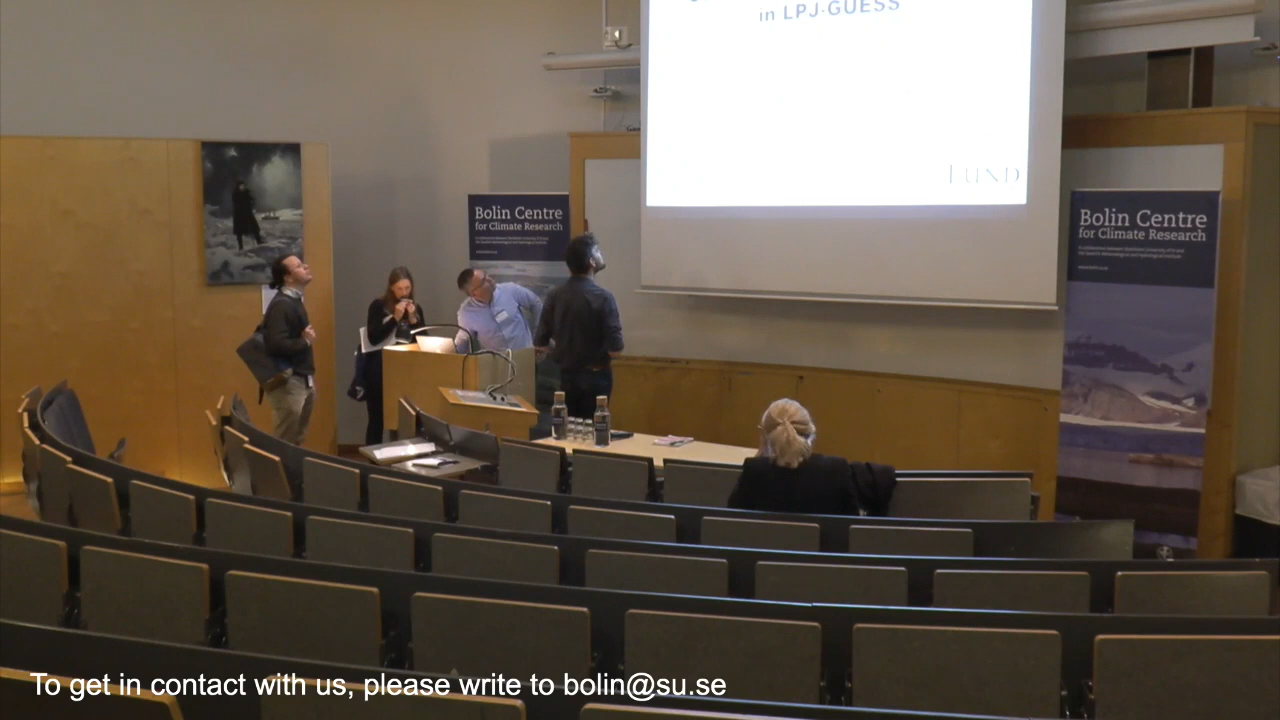 in LPJ-GUESS
LUND
Bolin Centre
for Climate Research
Bolin Centre
for Climate Research
To get in contact with us, please write to bolin@su.se